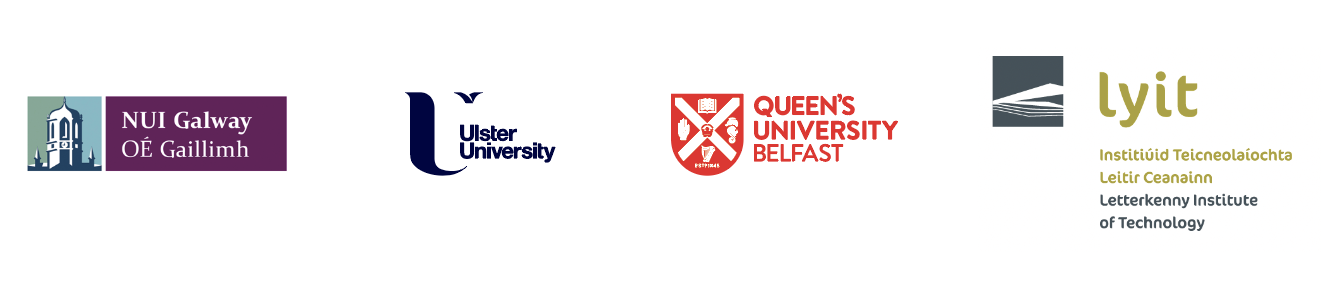 NUI Galway
OÉ Gaillimh
Ulster
University
QUEEN'S
UNIVERSITY
BELFAST
lyit
Institiúid Teicneolaíochta
Leitir Ceanainn
Letterkenny Institute
of Technology